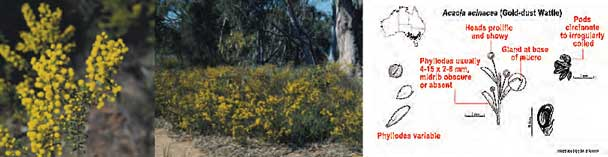 Acacia acinacea (Gold-dust Wattle)
Heads prolific
and showy
Pods
circinate to
irregularly
coiled
Gland at base
of mucro
Phyllodes usually
4-15 x 2-8 mm,
midrib obscure
or absent
Phyllodes variable